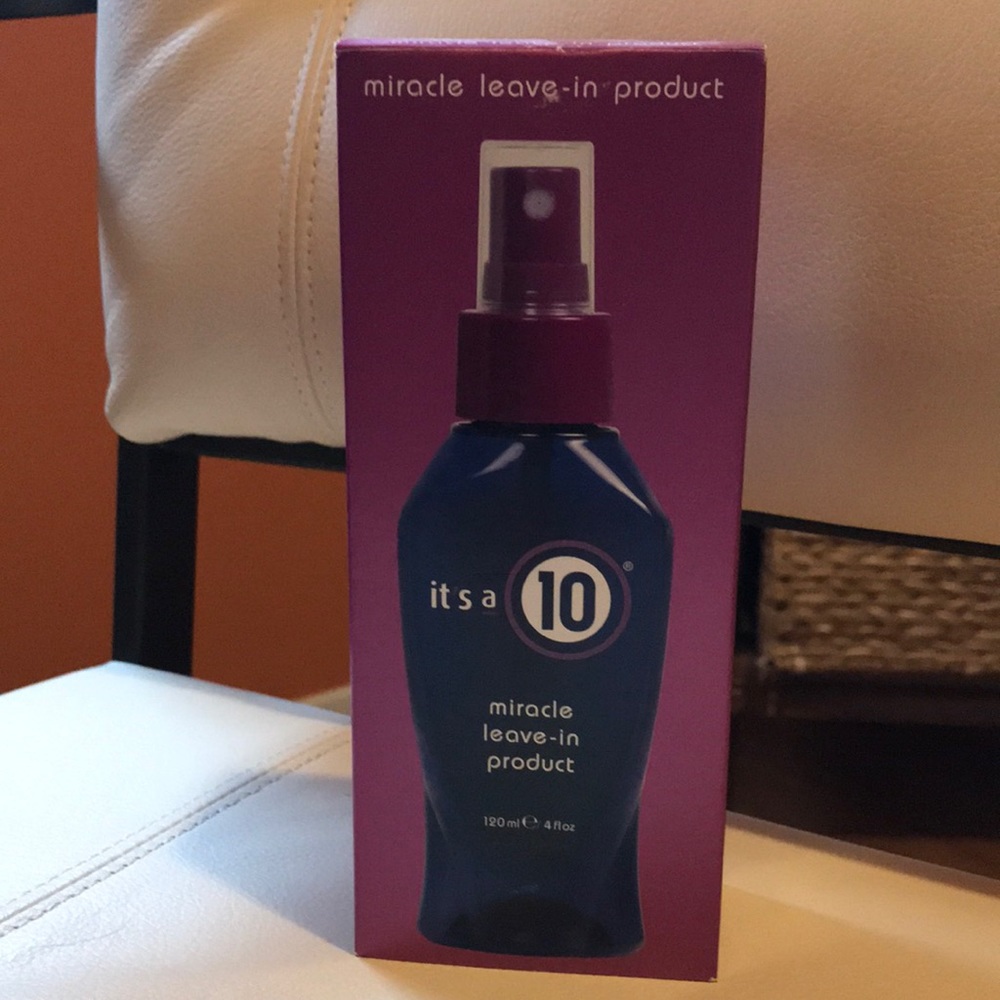 miracle leave-in product
it's a 10®
miracle
leave-in
product
120 ml ℮ 4 fl oz